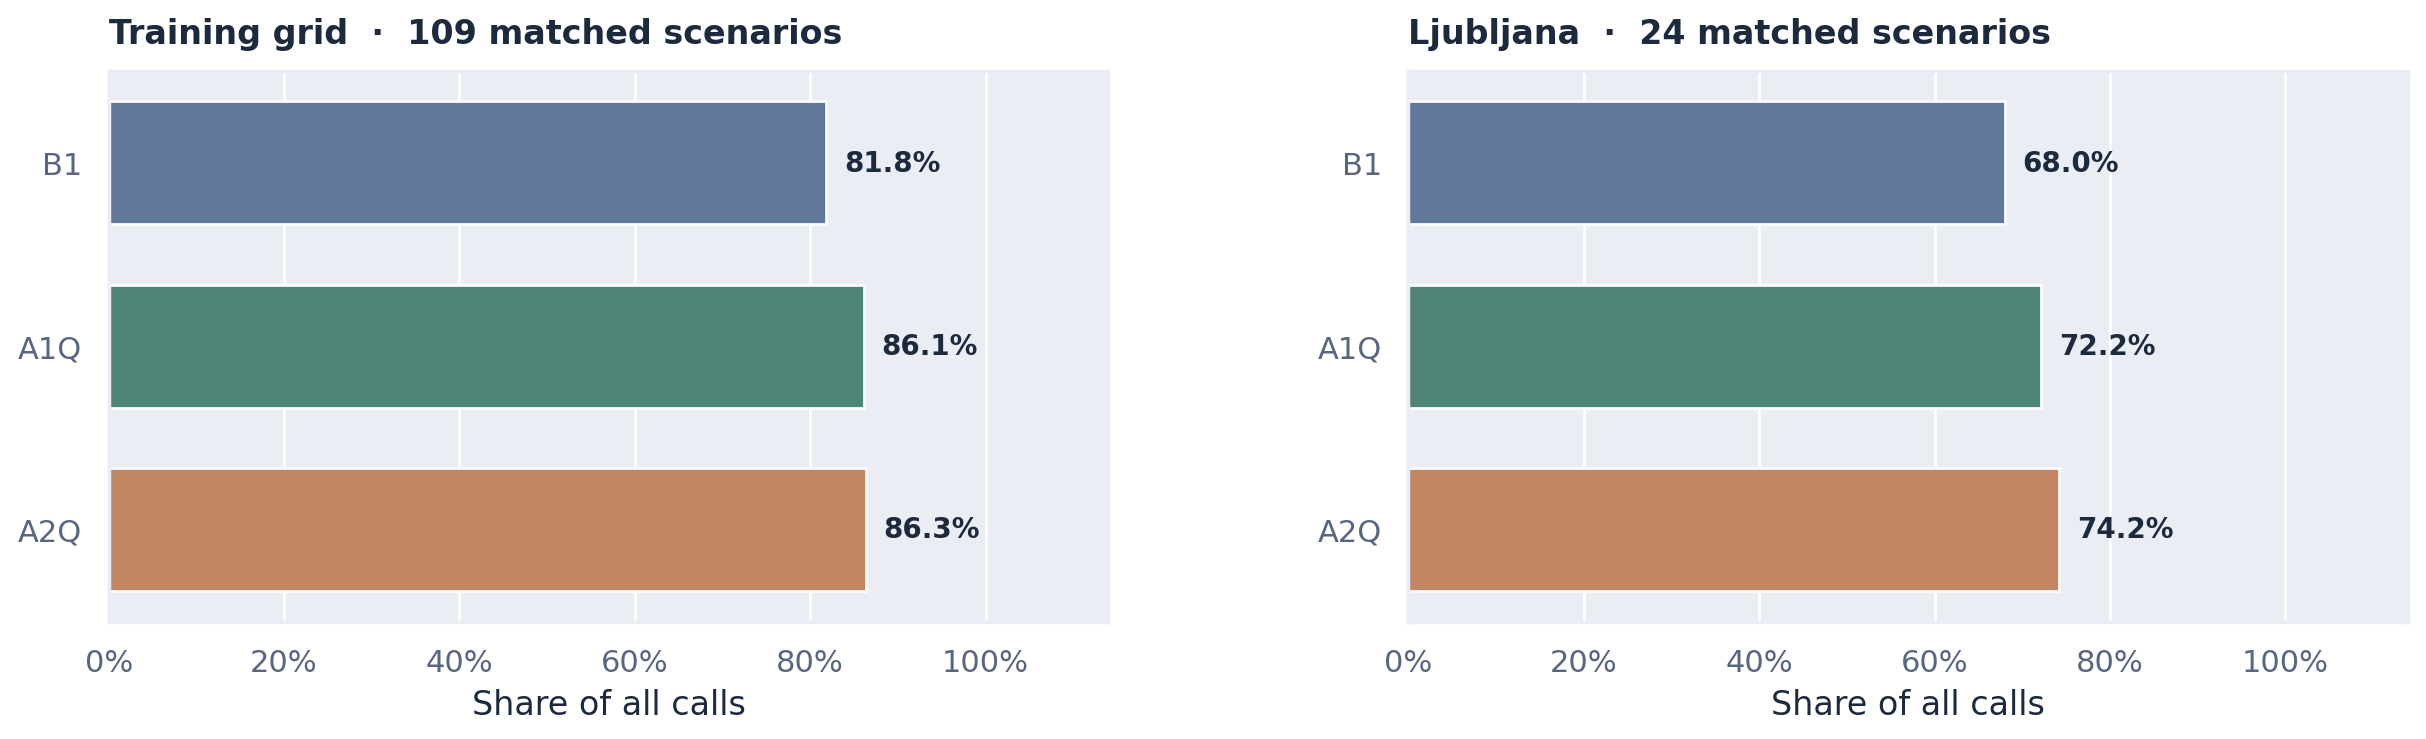 Training grid · 109 matched scenarios
B1
81.8%
A1Q
86.1%
A2Q
86.3%
0% 20% 40% 60% 80% 100%
Share of all calls
Ljubljana · 24 matched scenarios
B1
68.0%
A1Q
72.2%
A2Q
74.2%
0% 20% 40% 60% 80% 100%
Share of all calls